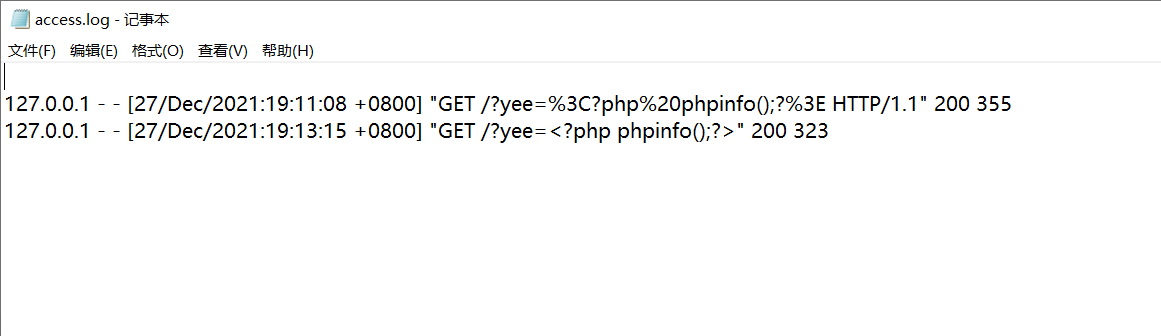 access.log - 记事本
文件(F) 编辑(E) 格式(O) 查看(V) 帮助(H)
127.0.0.1 - - [27/Dec/2021:19:11:08 +0800] "GET /?yee=%3C?php%20phpinfo();?%3E HTTP/1.1" 200 355
127.0.0.1 - - [27/Dec/2021:19:13:15 +0800] "GET /?yee=<?php phpinfo();?>" 200 323